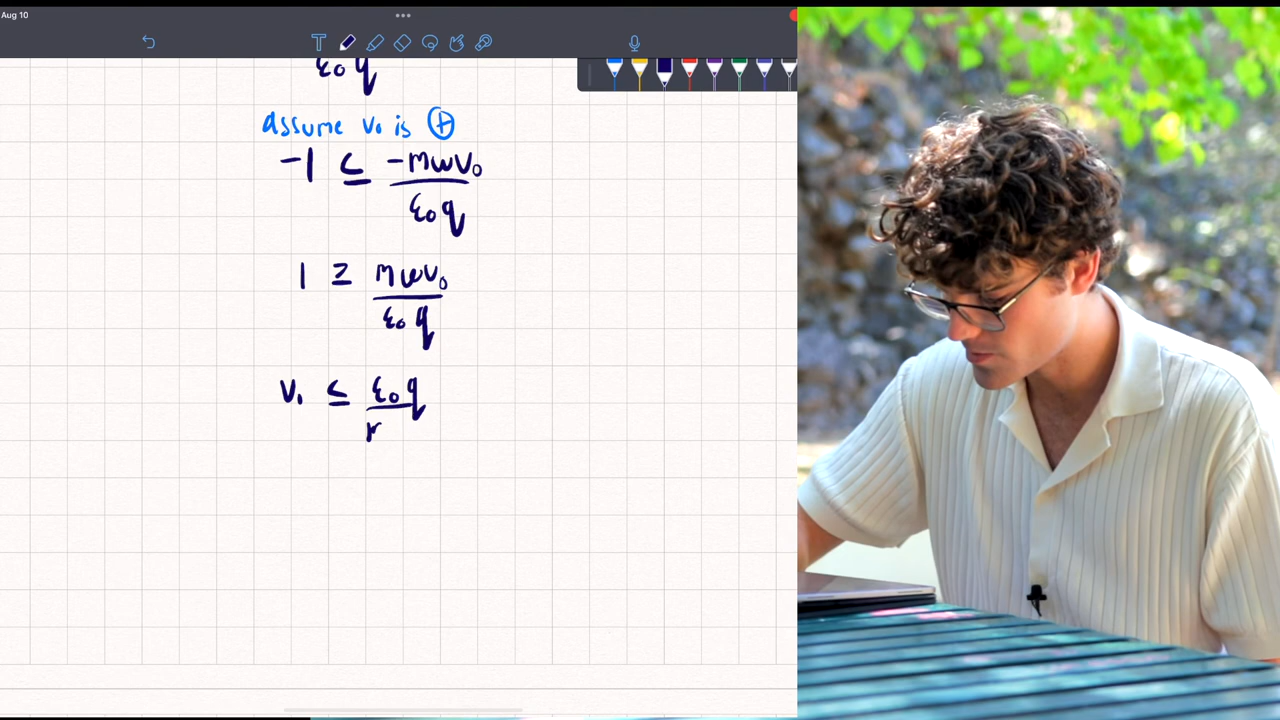 Aug 10
T
ε₀q
assume v₀ is ⊕
-1 ≤ -mωv₀
ε₀q
1 ≥ mωv₀
ε₀q
v₀ ≤ ε₀q